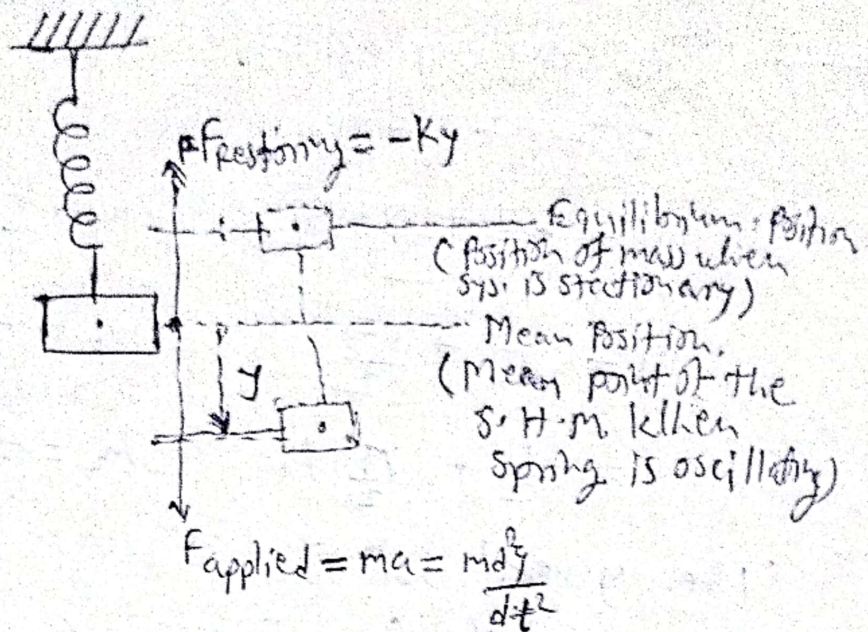 FRestoring = -Ky
Equilibrium Position
(Position of mass when
sys. is stectionary)
Mean Position.
(Mean point of the
y
S.H.M When
spring is oscillating)
Fapplied = ma = md²y/dt²